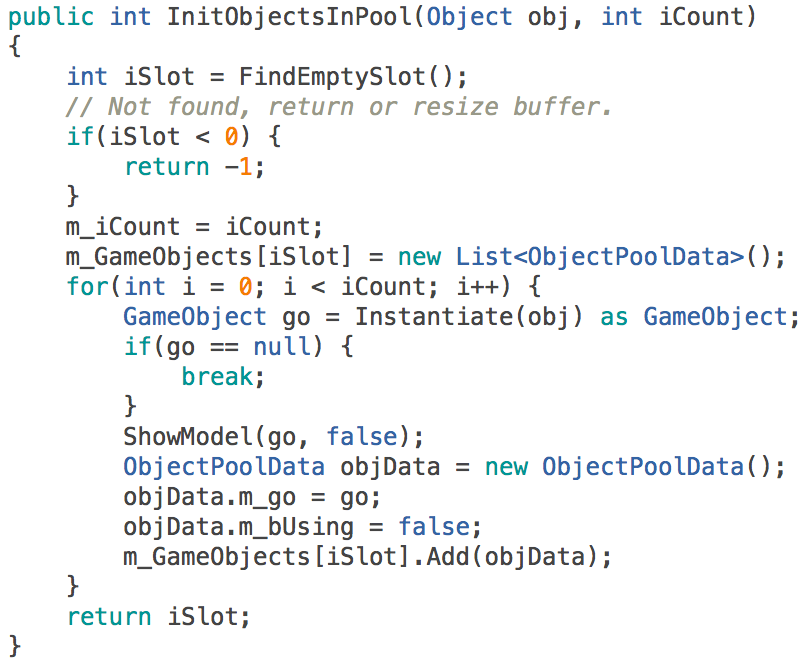 public int InitObjectsInPool(Object obj, int iCount)
{
    int iSlot = FindEmptySlot();
    // Not found, return or resize buffer.
    if(iSlot < 0) {
        return -1;
    }
    m_iCount = iCount;
    m_GameObjects[iSlot] = new List<ObjectPoolData>();
    for(int i = 0; i < iCount; i++) {
        GameObject go = Instantiate(obj) as GameObject;
        if(go == null) {
            break;
        }
        ShowModel(go, false);
        ObjectPoolData objData = new ObjectPoolData();
        objData.m_go = go;
        objData.m_bUsing = false;
        m_GameObjects[iSlot].Add(objData);
    }
    return iSlot;
}